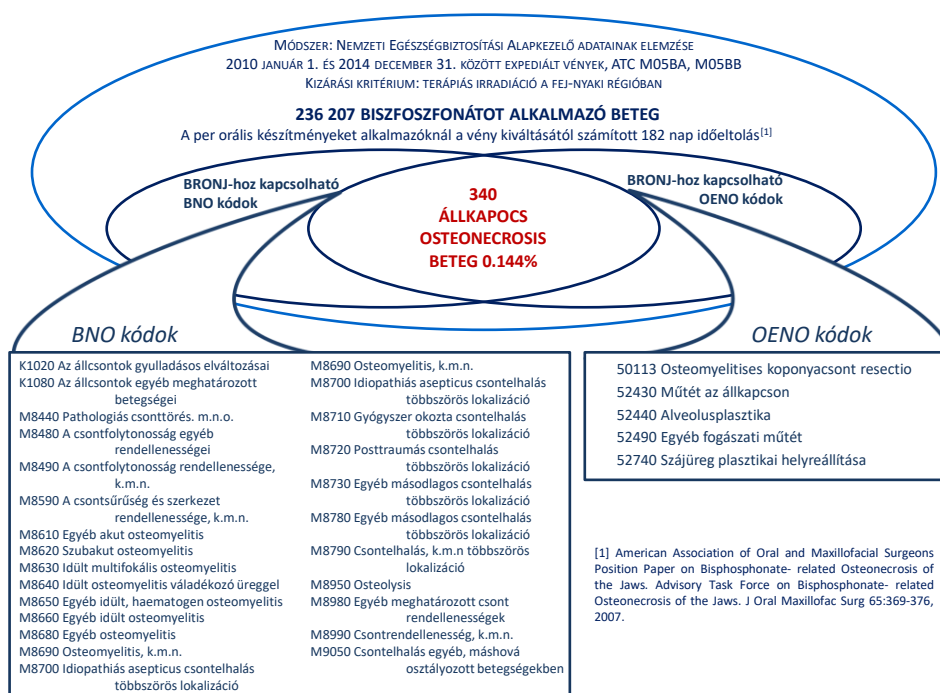 MÓDSZER: NEMZETI EGÉSZSÉGBIZTOSÍTÁSI ALAPKEZELŐ ADATAINAK ELEMZÉSE
2010 JANUÁR 1. ÉS 2014 DECEMBER 31. KÖZÖTT EXPEDIÁLT VÉNYEK, ATC M05BA, M05BB
KIZÁRÁSI KRITÉRIUM: TERÁPIÁS IRRADIÁCIÓ A FEJ-NYAKI RÉGIÓBAN
236 207 BISZFOSZFONÁTOT ALKALMAZÓ BETEG
A per orális készítményeket alkalmazóknál a vény kiváltásától számított 182 nap időeltolás[1]
BRONJ-hoz kapcsolható
BNO kódok
340
ÁLLKAPOCS
OSTEONECROSIS
BETEG 0.144%
BRONJ-hoz kapcsolható
OENO kódok
BNO kódok
K1020 Az állcsontok gyulladásos elváltozásai
K1080 Az állcsontok egyéb meghatározott
betegségei
M8440 Pathologiás csonttörés. m.n.o.
M8480 A csontfolytonosság egyéb
rendellenességei
M8490 A csontfolytonosság rendellenessége,
k.m.n.
M8590 A csontsűrűség és szerkezet
rendellenessége, k.m.n.
M8610 Egyéb akut osteomyelitis
M8620 Szubakut osteomyelitis
M8630 Idült multifokális osteomyelitis
M8640 Idült osteomyelitis váladékozó üreggel
M8650 Egyéb idült, haematogen osteomyelitis
M8660 Egyéb idült osteomyelitis
M8680 Egyéb osteomyelitis
M8690 Osteomyelitis, k.m.n.
M8700 Idiopathiás asepticus csontelhalás
többszörös lokalizáció
M8690 Osteomyelitis, k.m.n.
M8700 Idiopathiás asepticus csontelhalás
többszörös lokalizáció
M8710 Gyógyszer okozta csontelhalás
többszörös lokalizáció
M8720 Posttraumás csontelhalás
többszörös lokalizáció
M8730 Egyéb másodlagos csontelhalás
többszörös lokalizáció
M8780 Egyéb másodlagos csontelhalás
többszörös lokalizáció
M8790 Csontelhalás, k.m.n többszörös
lokalizáció
M8950 Osteolysis
M8980 Egyéb meghatározott csont
rendellenességek
M8990 Csontrendellenesség, k.m.n.
M9050 Csontelhalás egyéb, máshová
osztályozott betegségekben
OENO kódok
50113 Osteomyelitises koponyacsont resectio
52430 Műtét az állkapcson
52440 Alveolusplasztika
52490 Egyéb fogászati műtét
52740 Szájüreg plasztikai helyreállítása
[1] American Association of Oral and Maxillofacial Surgeons
Position Paper on Bisphosphonate- related Osteonecrosis of
the Jaws. Advisory Task Force on Bisphosphonate- related
Osteonecrosis of the Jaws. J Oral Maxillofac Surg 65:369-376,
2007.